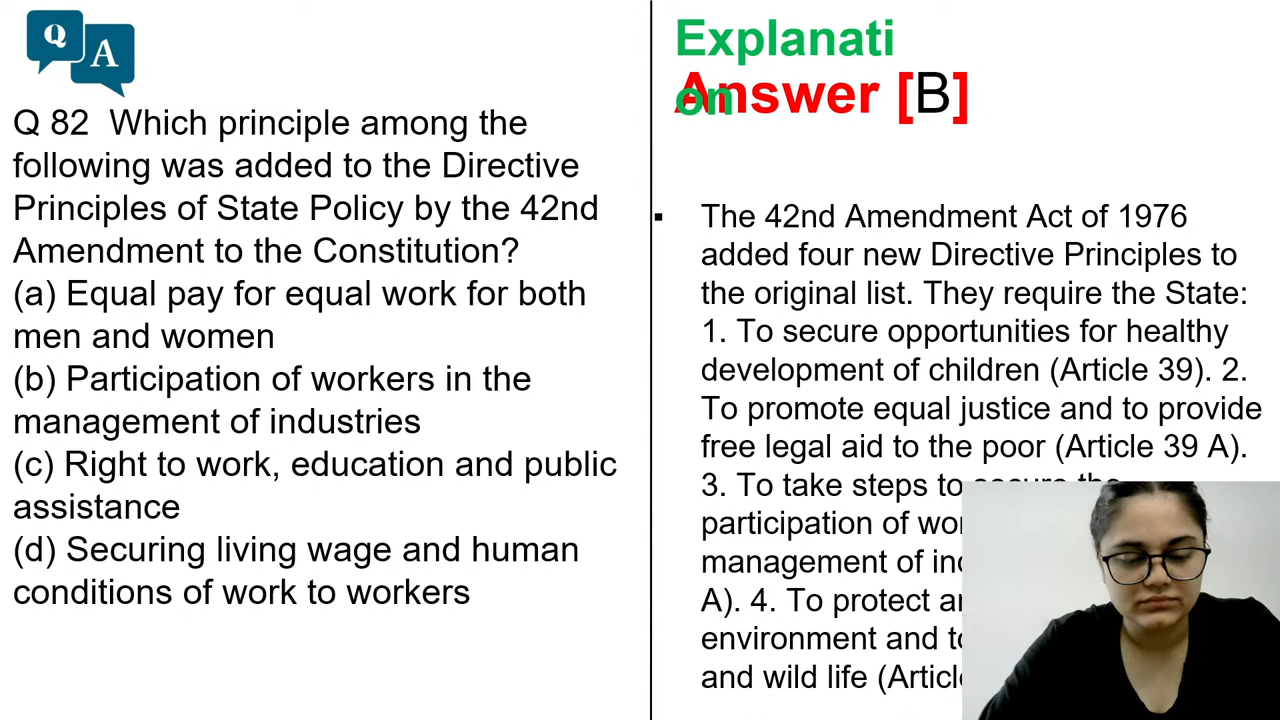 Q
A
Q 82 Which principle among the
following was added to the Directive
Principles of State Policy by the 42nd
Amendment to the Constitution?
(a) Equal pay for equal work for both
men and women
(b) Participation of workers in the
management of industries
(c) Right to work, education and public
assistance
(d) Securing living wage and human
conditions of work to workers
Explanati
on
Answer [B]
▪ The 42nd Amendment Act of 1976
added four new Directive Principles to
the original list. They require the State:
1. To secure opportunities for healthy
development of children (Article 39). 2.
To promote equal justice and to provide
free legal aid to the poor (Article 39 A).
3. To take steps to secure the
participation of
management of
A). 4. To protect
environment and
and wild life